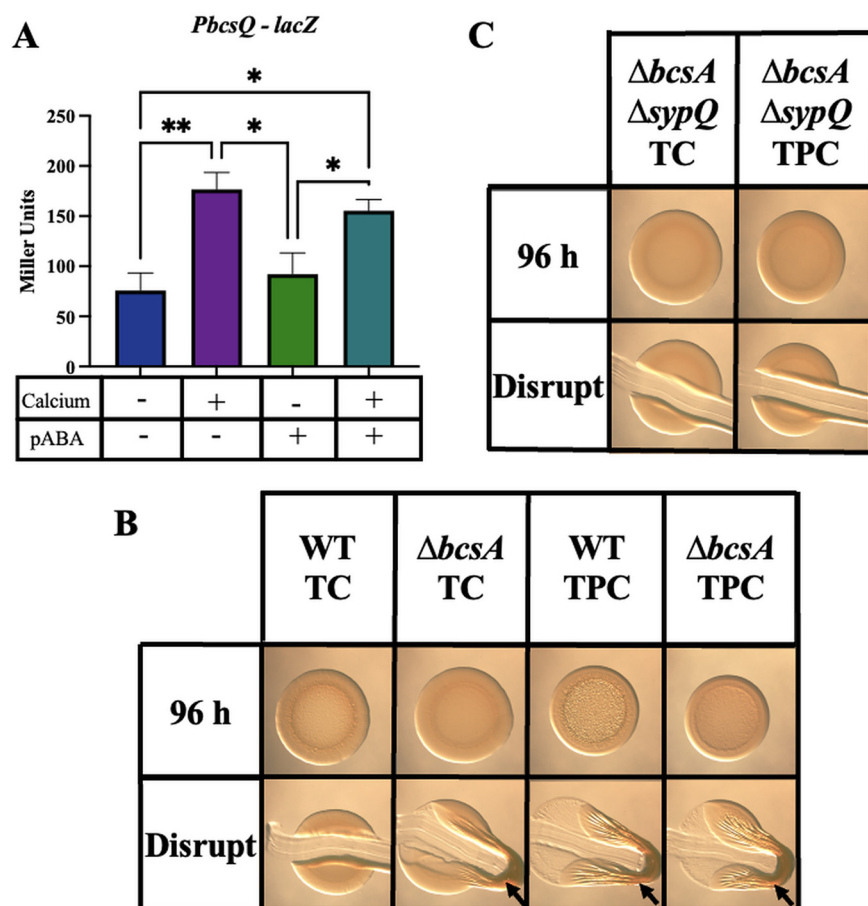 A
PbcsQ - lacZ
*
** *
*
250
200
150
100
50
0
Miller Units
Calcium - + - +
pABA - - + +
C
ΔbcsA ΔbcsA
ΔsypQ ΔsypQ
TC TPC
96 h
Disrupt
B
WT ΔbcsA WT ΔbcsA
TC TC TPC TPC
96 h
Disrupt